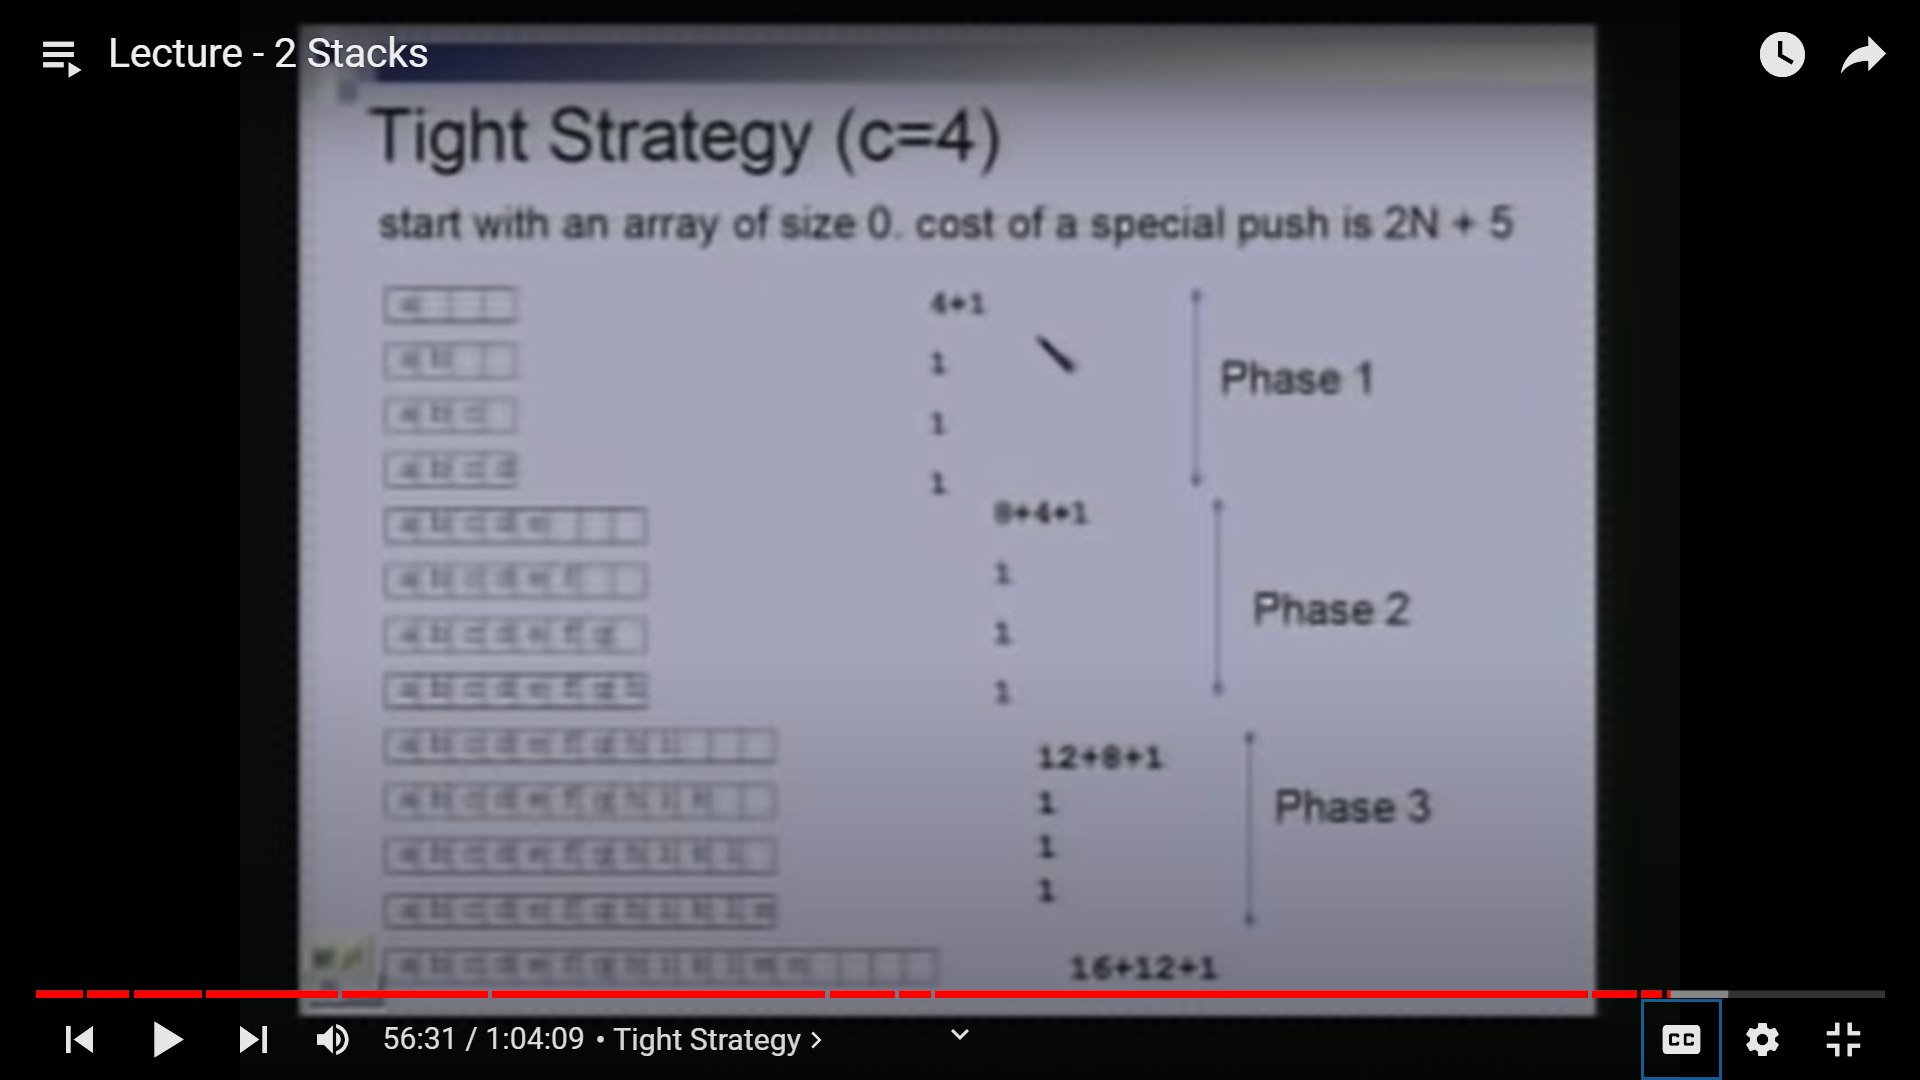 Lecture - 2 Stacks
Tight Strategy (c=4)
start with an array of size 0. cost of a special push is 2N + 5
a
4+1
a b
1
a b c
1
a b c d
1
Phase 1
a b c d e
8+4+1
a b c d e f
1
a b c d e f g
1
a b c d e f g h
1
Phase 2
a b c d e f g h i
12+8+1
1
1
1
Phase 3
16+12+1
56:31 / 1:04:09 • Tight Strategy >
CC